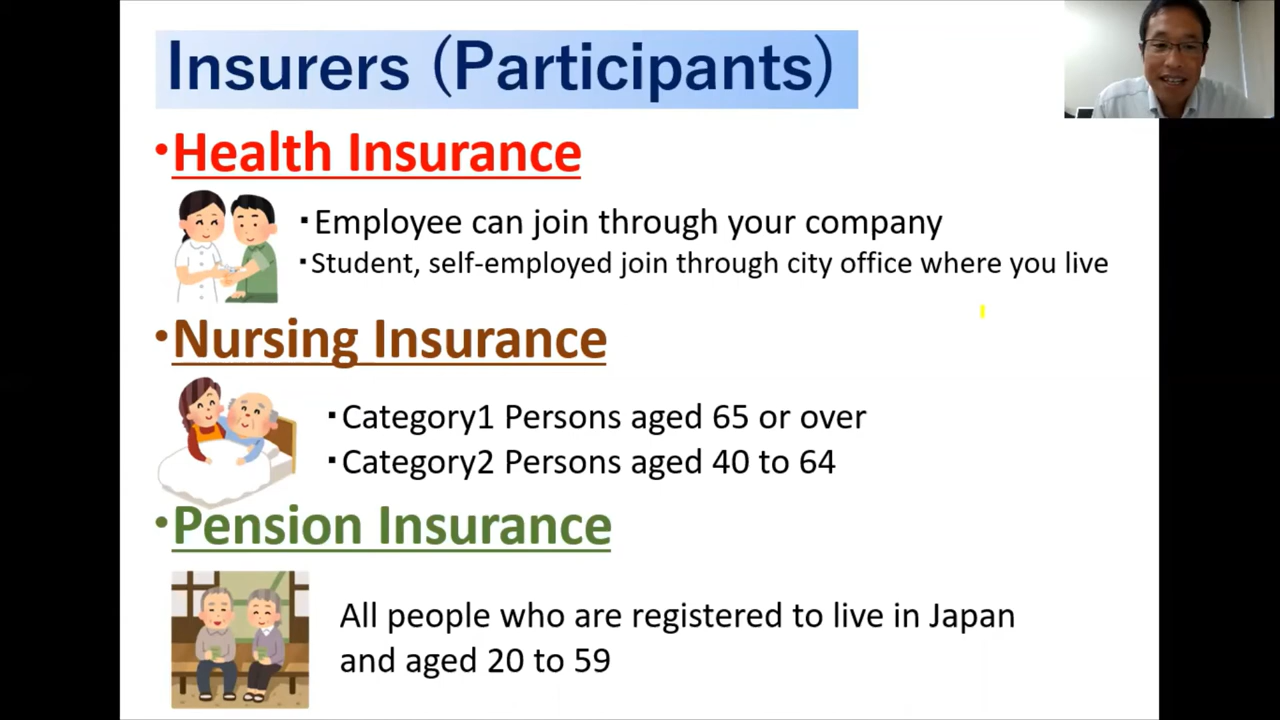 Insurers (Participants)
・Health Insurance
・Employee can join through your company
・Student, self-employed join through city office where you live
・Nursing Insurance
・Category1 Persons aged 65 or over
・Category2 Persons aged 40 to 64
・Pension Insurance
All people who are registered to live in Japan
and aged 20 to 59